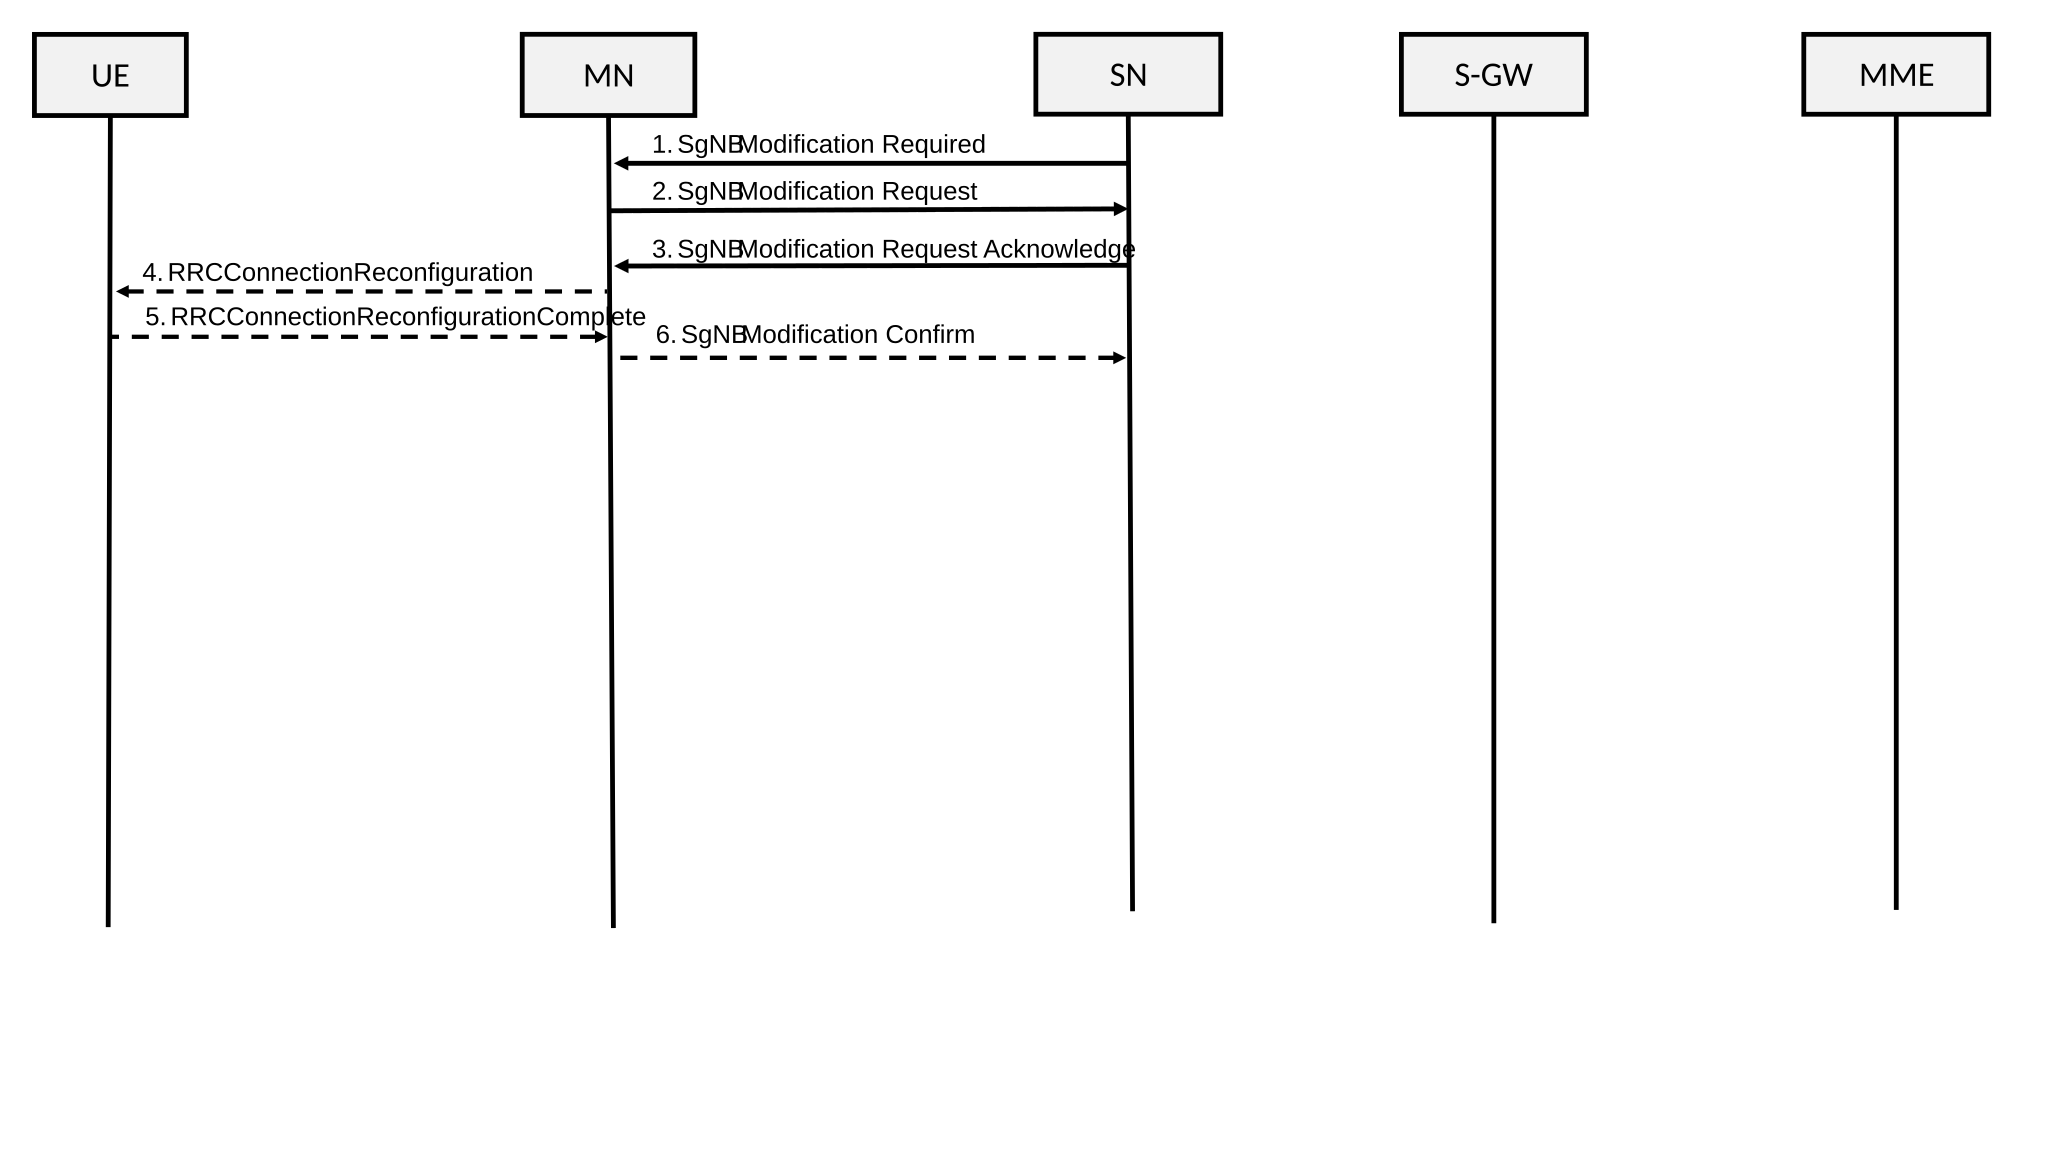 UE
MN
SN
S-GW
MME
1. SgNB Modification Required
2. SgNB Modification Request
3. SgNB Modification Request Acknowledge
4. RRCConnectionReconfiguration
5. RRCConnectionReconfigurationComplete
6. SgNB Modification Confirm